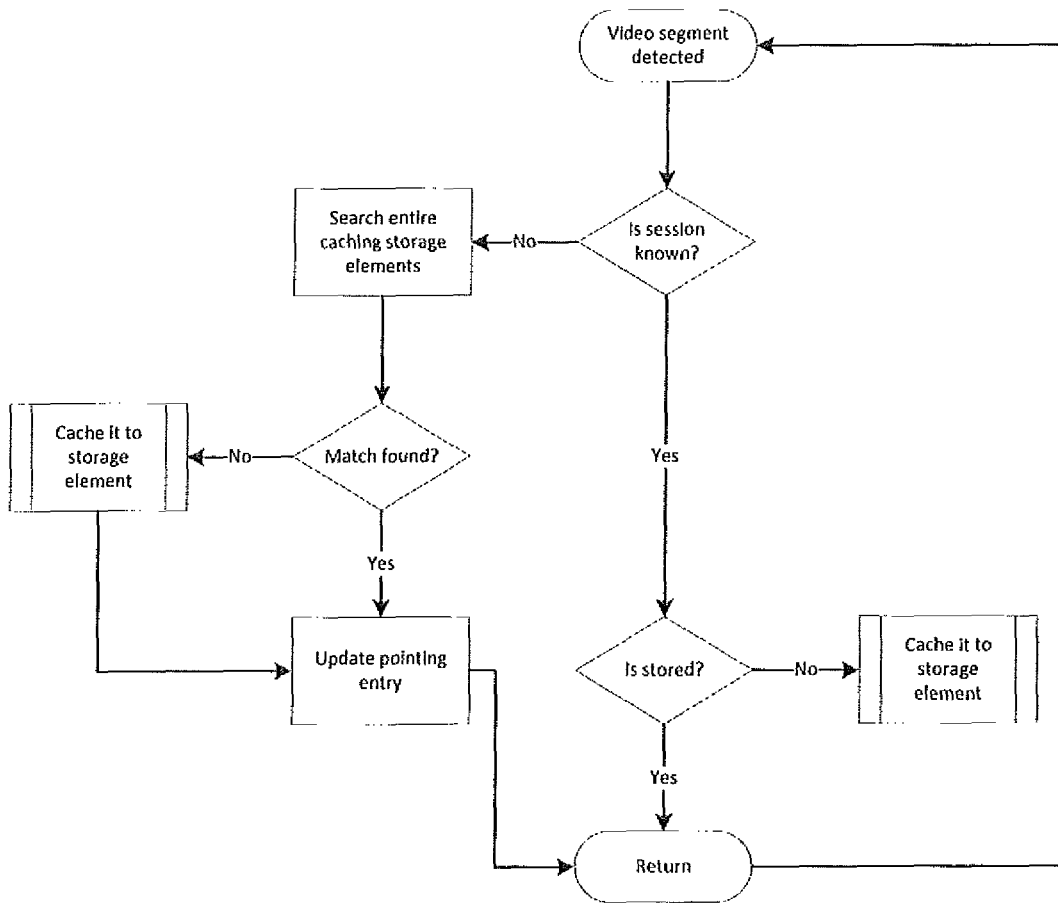 Video segment
detected
Search entire
caching storage
elements
No
Is session
known?
Cache it to
storage
element
No
Match found?
Yes
Yes
Update pointing
entry
Is stored?
No
Cache it to
storage
element
Yes
Return